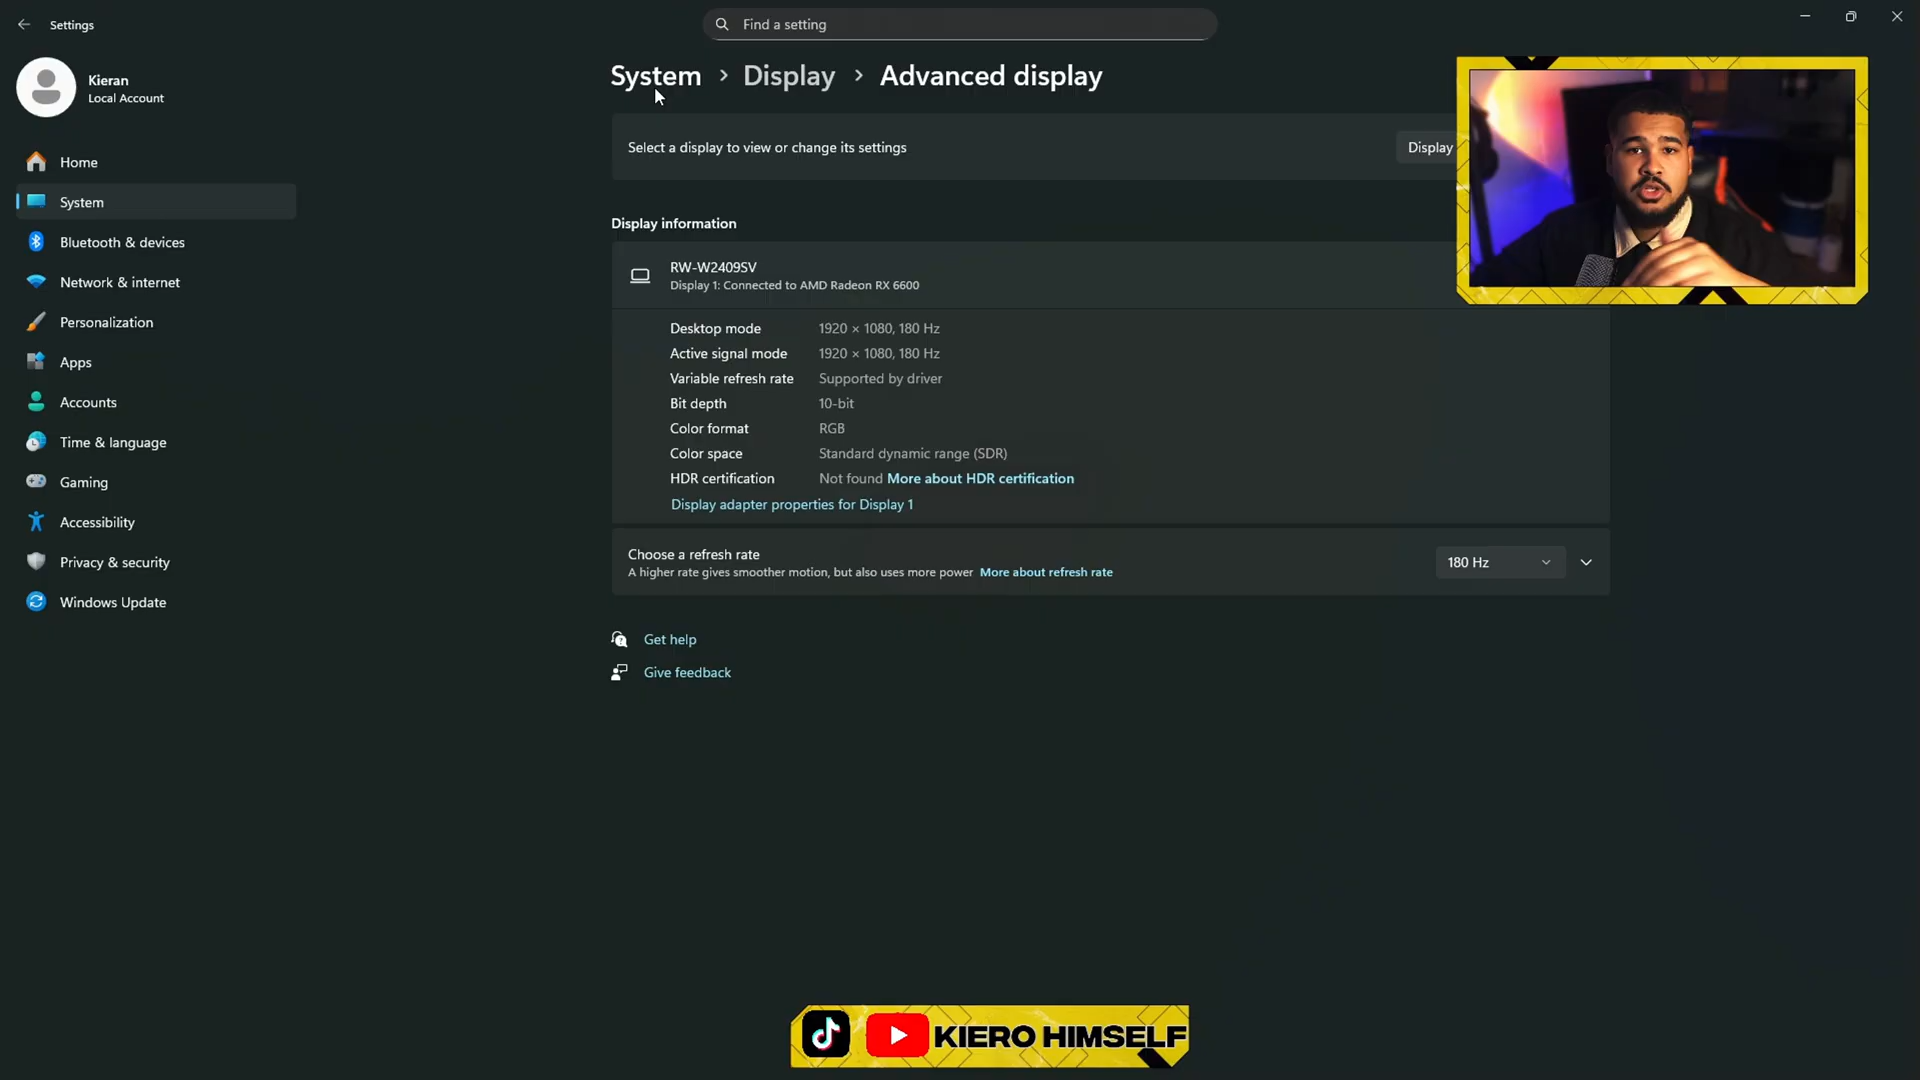 Settings
Find a setting
Kieran
Local Account
Home
System
Bluetooth & devices
Network & internet
Personalization
Apps
Accounts
Time & language
Gaming
Accessibility
Privacy & security
Windows Update
System > Display > Advanced display
Select a display to view or change its settings
Display
Display information
RW-W2409SV
Display 1: Connected to AMD Radeon RX 6600
Desktop mode 1920 × 1080, 180 Hz
Active signal mode 1920 × 1080, 180 Hz
Variable refresh rate Supported by driver
Bit depth 10-bit
Color format RGB
Color space Standard dynamic range (SDR)
HDR certification Not found More about HDR certification
Display adapter properties for Display 1
Choose a refresh rate
A higher rate gives smoother motion, but also uses more power More about refresh rate
180 Hz
Get help
Give feedback
KIERO HIMSELF